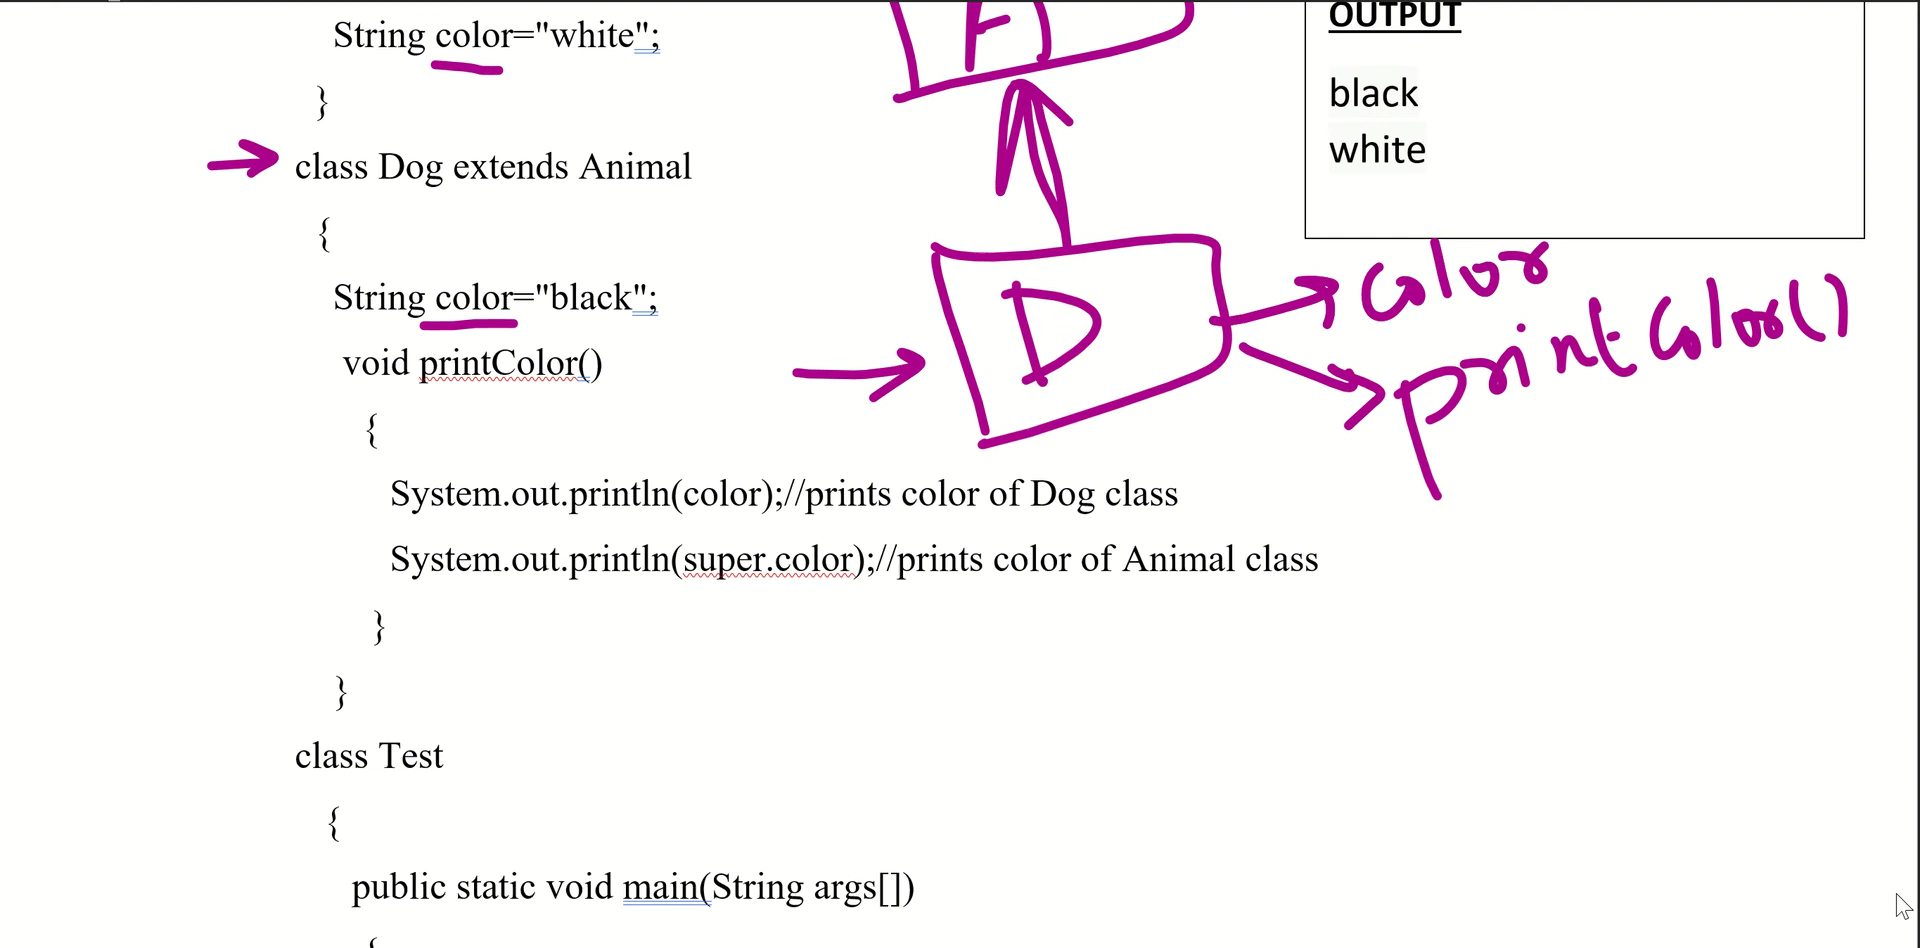 String color="white";
}
class Dog extends Animal
{
String color="black";
void printColor()
{
System.out.println(color);//prints color of Dog class
System.out.println(super.color);//prints color of Animal class
}
}
class Test
{
public static void main(String args[])
{
A
D
color
printColor()
OUTPUT
black
white